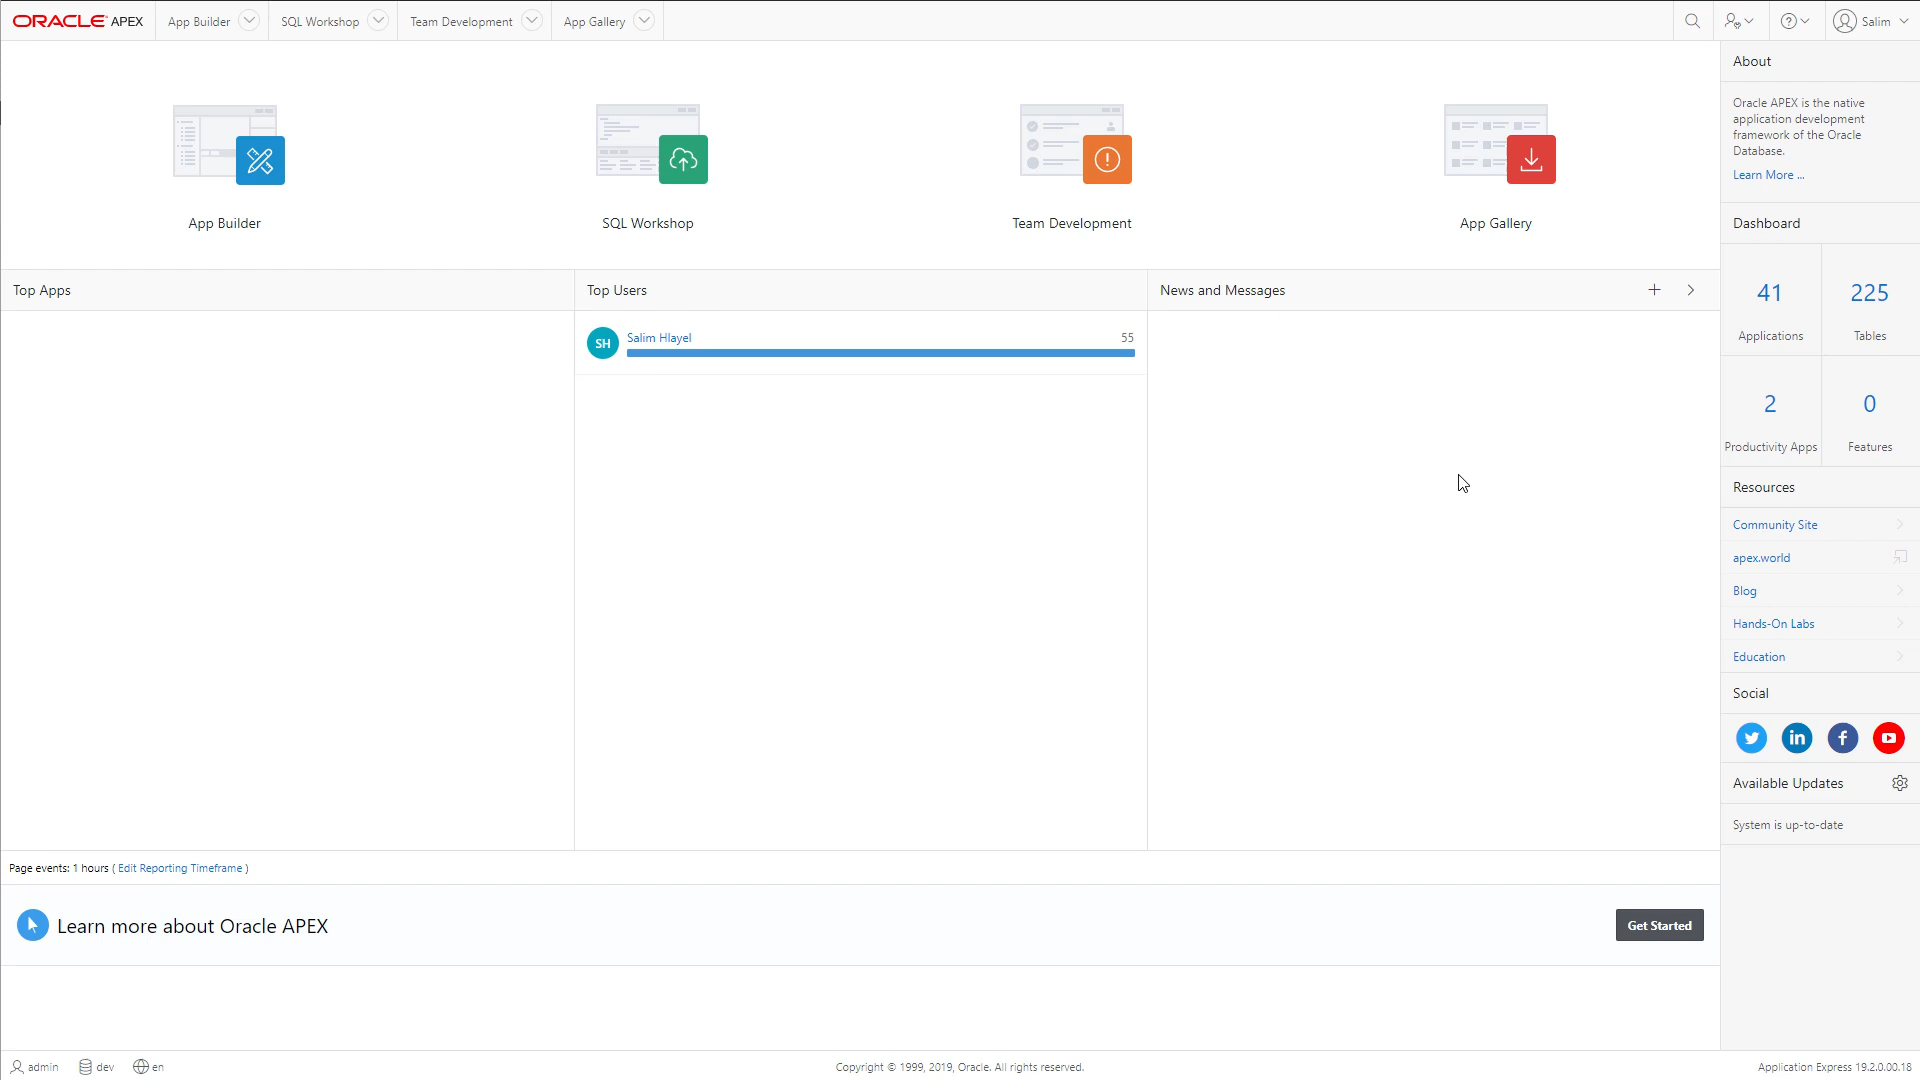 ORACLE APEX
App Builder
SQL Workshop
Team Development
App Gallery
Salim
App Builder
SQL Workshop
Team Development
App Gallery
Top Apps
Top Users
SH
Salim Hlayel
55
News and Messages
Page events: 1 hours ( Edit Reporting Timeframe )
Learn more about Oracle APEX
Get Started
About
Oracle APEX is the native
application development
framework of the Oracle
Database.
Learn More ...
Dashboard
41
Applications
225
Tables
2
Productivity Apps
0
Features
Resources
Community Site
apex.world
Blog
Hands-On Labs
Education
Social
in
f
Available Updates
System is up-to-date
admin
dev
en
Copyright © 1999, 2019, Oracle. All rights reserved.
Application Express 19.2.0.00.18